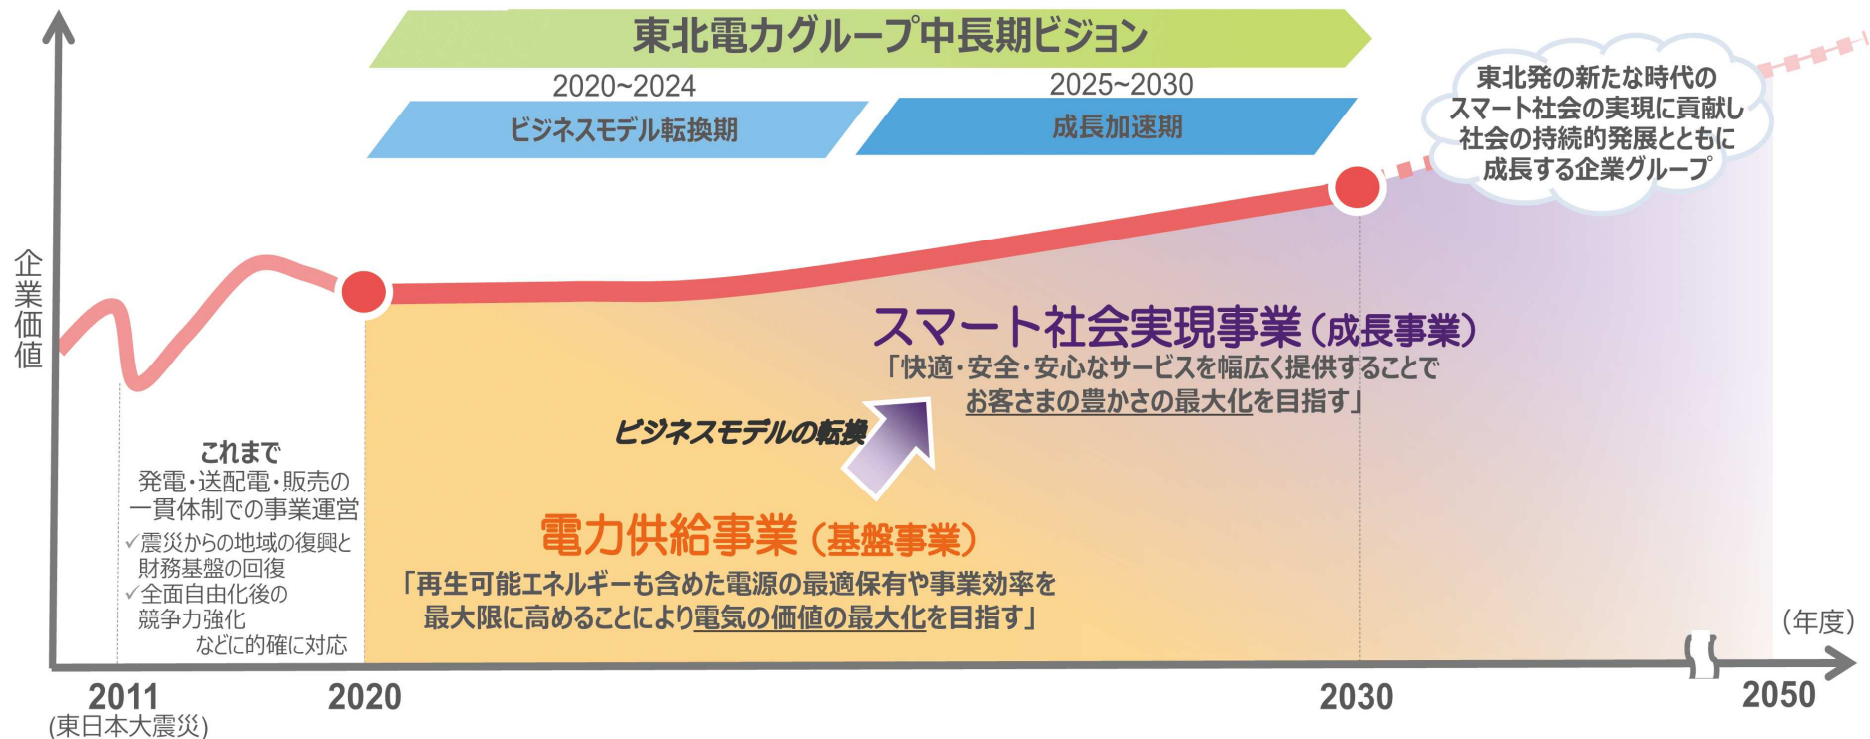 東北電力グループ中長期ビジョン
2020~2024
2025~2030
ビジネスモデル転換期
成長加速期
東北発の新たな時代の
スマート社会の実現に貢献し
社会の持続的発展とともに
成長する企業グループ
企業価値
スマート社会実現事業(成長事業)
「快適・安全・安心なサービスを幅広く提供することで
お客さまの豊かさの最大化を目指す」
ビジネスモデルの転換
これまで
発電・送配電・販売の
一貫体制での事業運営
✓震災からの地域の復興と
財務基盤の回復
✓全面自由化後の
競争力強化
などに的確に対応
電力供給事業(基盤事業)
「再生可能エネルギーも含めた電源の最適保有や事業効率を
最大限に高めることにより電気の価値の最大化を目指す」
(年度)
2011
2020
2030
2050
(東日本大震災)